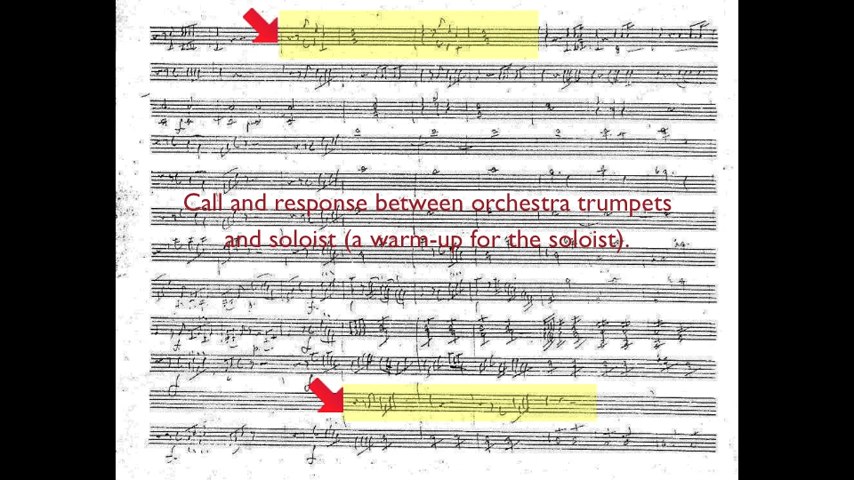 Call and response between orchestra trumpets
and soloist (a warm-up for the soloist).